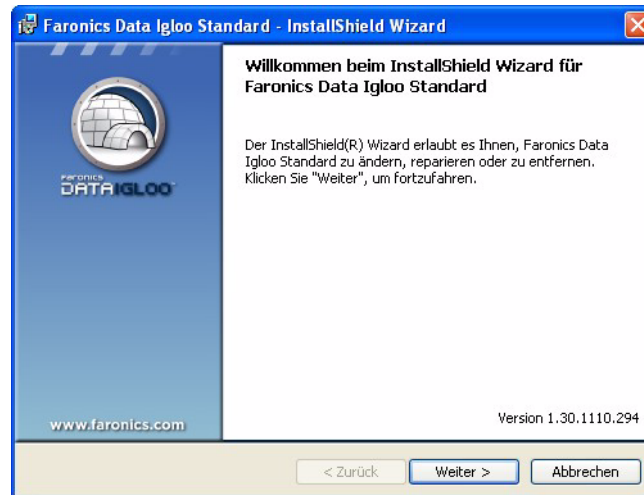 Faronics Data Igloo Standard - InstallShield Wizard
Willkommen beim InstallShield Wizard für
Faronics Data Igloo Standard
Der InstallShield(R) Wizard erlaubt es Ihnen, Faronics Data
Igloo Standard zu ändern, reparieren oder zu entfernen.
Klicken Sie "Weiter", um fortzufahren.
FARONICS
DATA IGLOO
www.faronics.com
Version 1.30.1110.294
< Zurück
Weiter >
Abbrechen